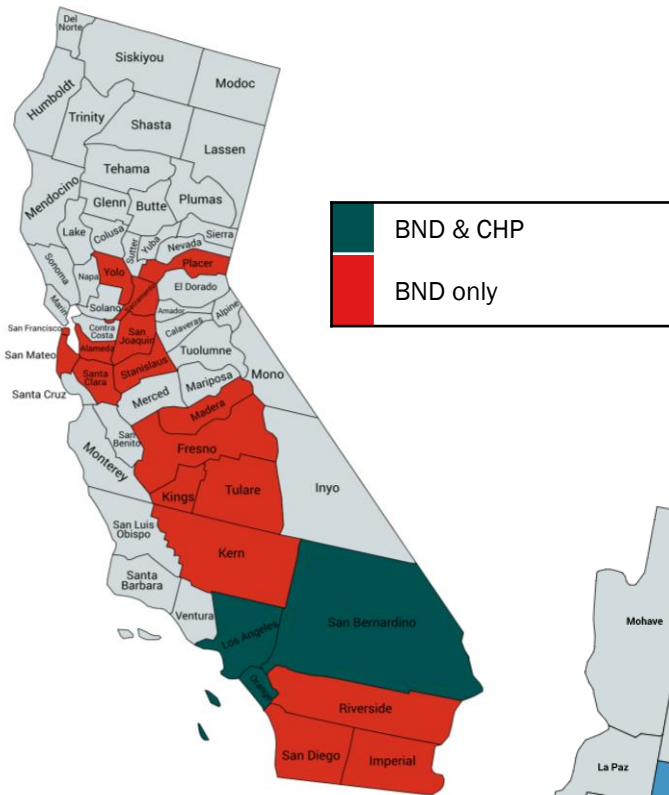 Del
Norte
Siskiyou
Modoc
Humboldt
Trinity
Shasta
Lassen
Tehama
Mendocino
Glenn
Butte
Plumas
Lake
Colusa
Sutter
Yuba
Nevada
Sierra
Placer
Sonoma
Napa
Yolo
Sacramento
El Dorado
Marin
Solano
Amador
Alpine
San Francisco
Contra
Costa
San
Joaquin
Calaveras
Tuolumne
Mono
San Mateo
Alameda
Santa
Clara
Stanislaus
Santa Cruz
Merced
Mariposa
Madera
San
Benito
Monterey
Fresno
Kings
Tulare
Inyo
San Luis
Obispo
Kern
Santa
Barbara
Ventura
Los Angeles
San Bernardino
Orange
Riverside
San Diego
Imperial
BND & CHP
BND only
Mohave
La Paz